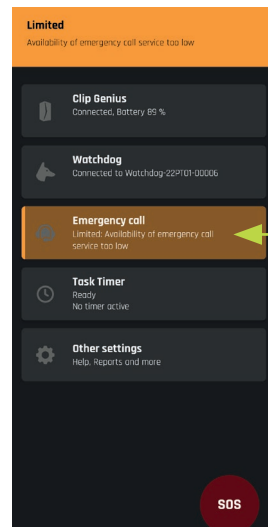 Limited
Availability of emergency call service too low
Clip Genius
Connected, Battery 89 %
Watchdog
Connected to Watchdog-22PT01-00006
Emergency call
Limited: Availability of emergency call
service too low
Task Timer
Ready
No timer active
Other settings
Help, Reports and more
SOS